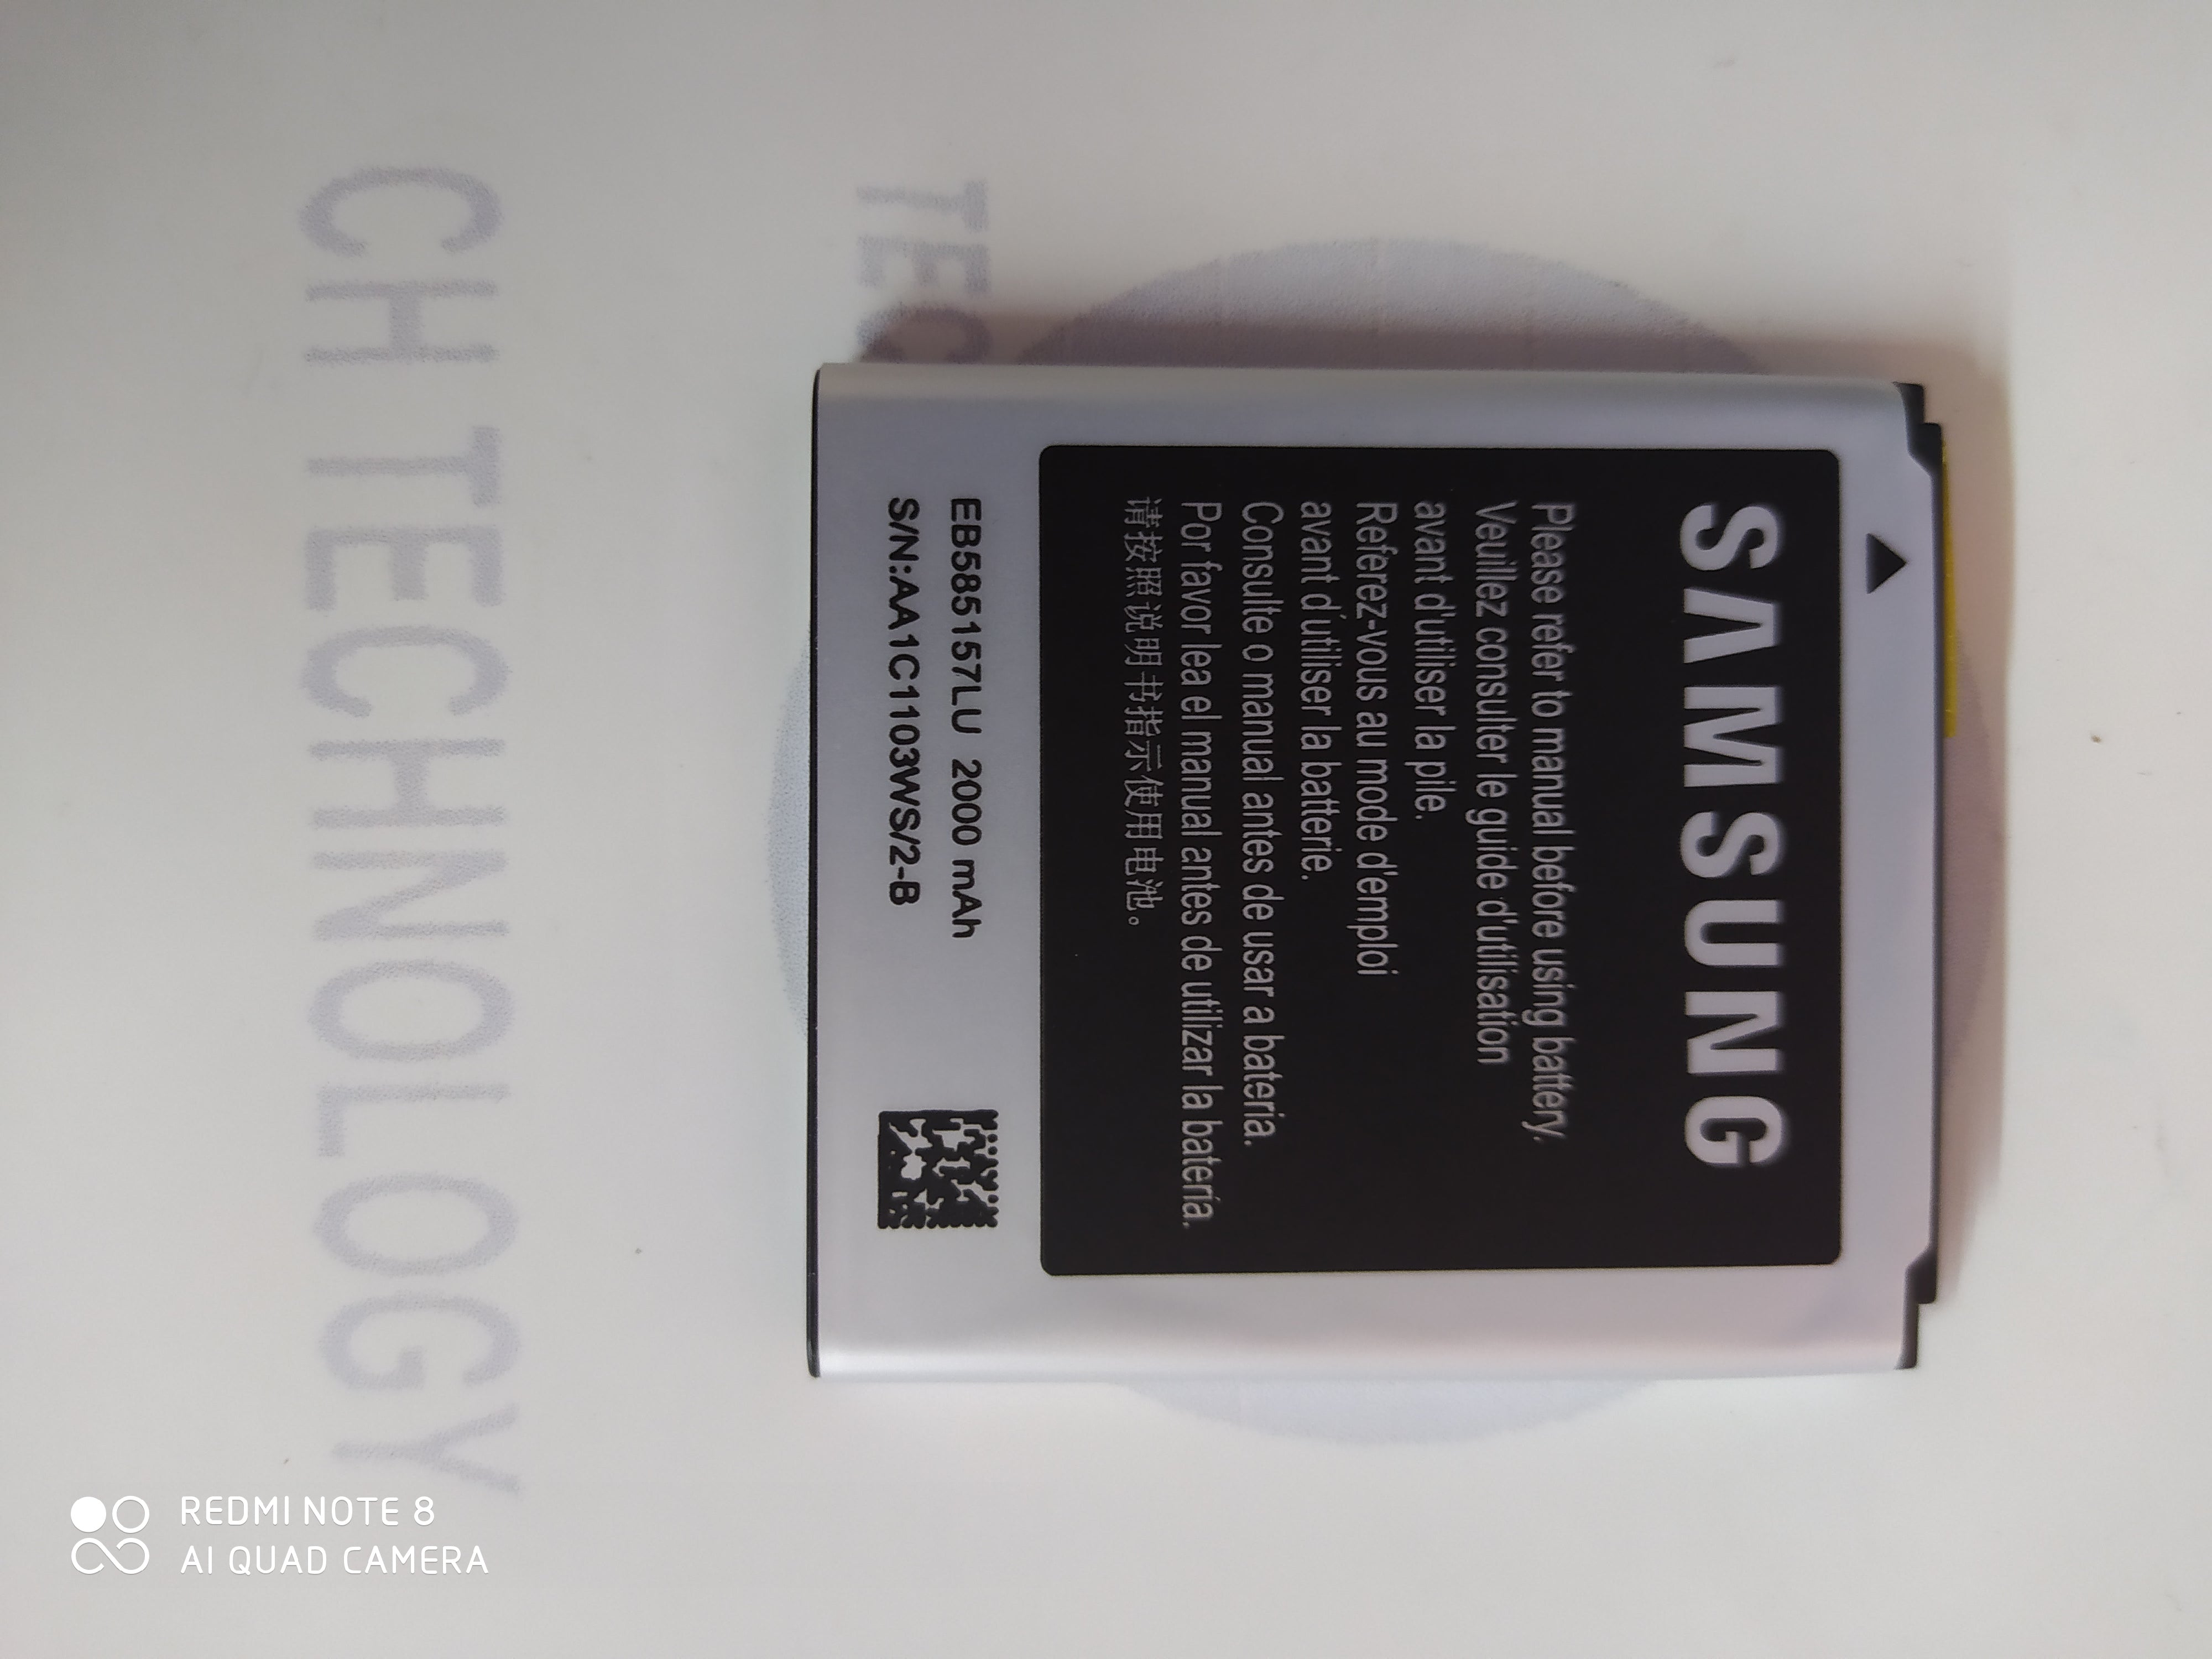 SAMSUNG
Please refer to manual before using battery.
Veuillez consulter le guide d'utilisation
avant d'utiliser la pile.
Referez-vous au mode d'emploi
avant d'utiliser la batterie.
Consulte o manual antes de usar a bateria.
Por favor lea el manual antes de utilizar la batería.
请按照说明书指示使用电池。
EB585157LU 2000 mAh
S/N:AA1C1103WS/2-B
TEC
CH TECHNOLOGY
REDMI NOTE 8
AI QUAD CAMERA